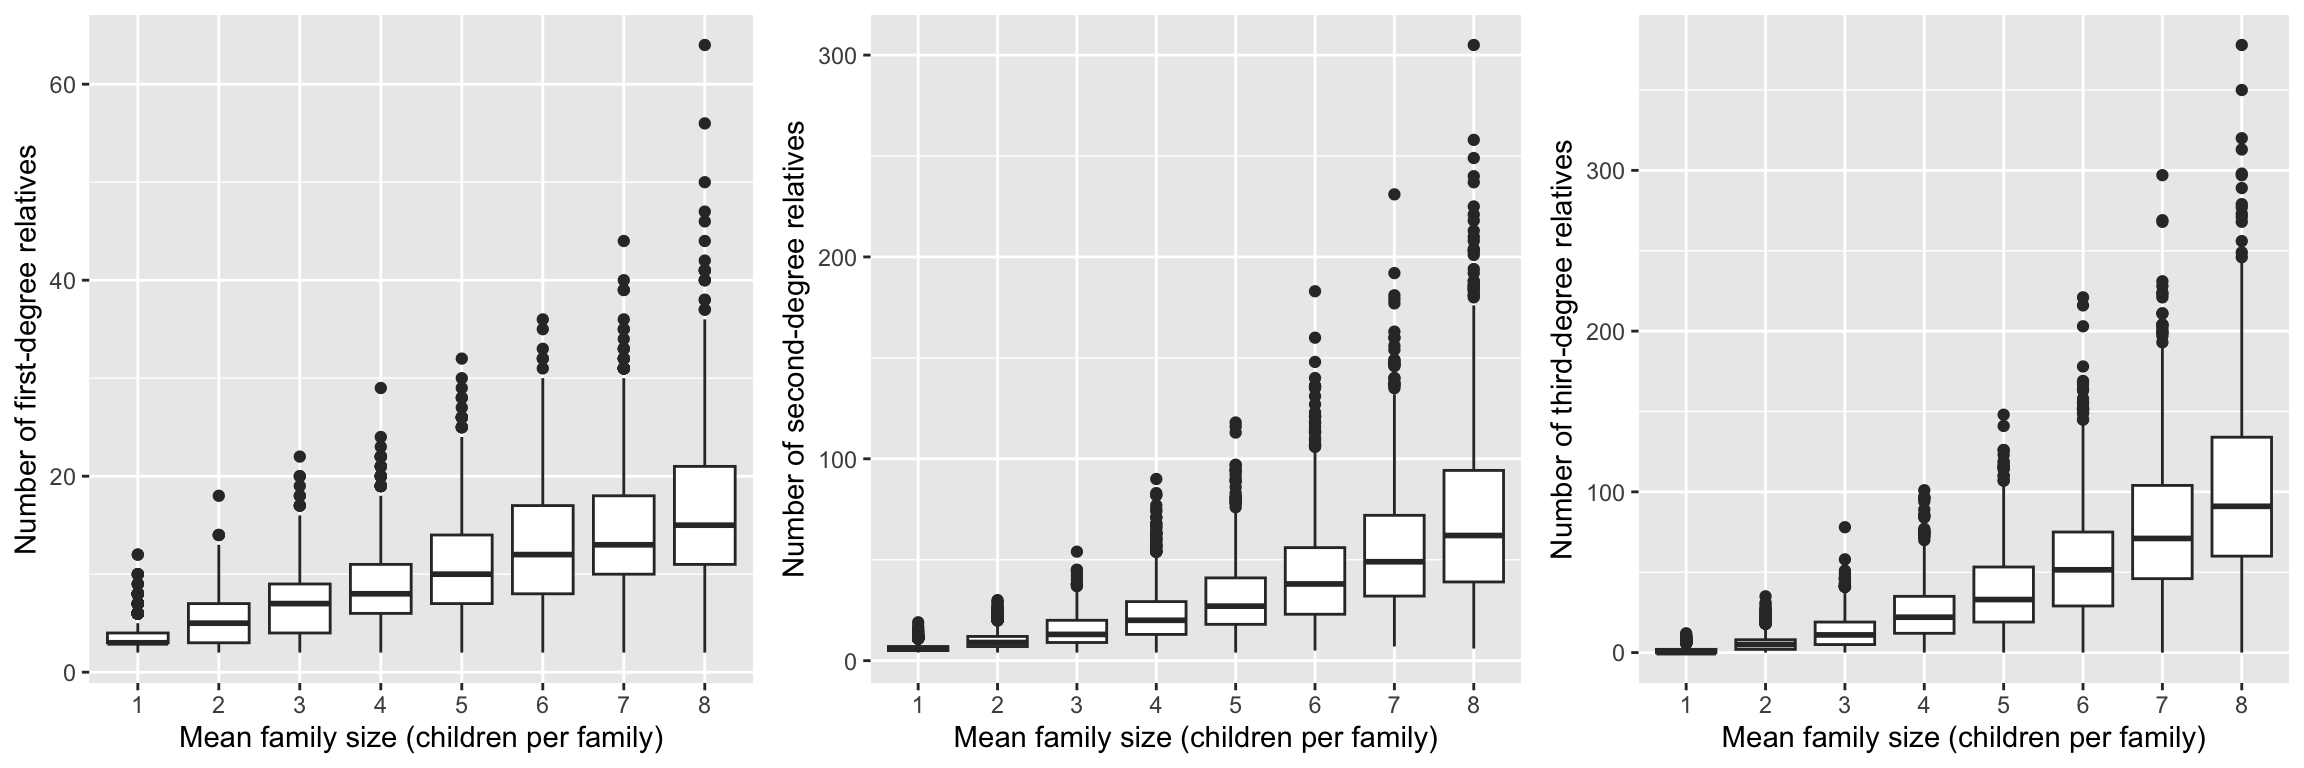 Number of first-degree relatives
60
40
20
0
1 2 3 4 5 6 7 8
Mean family size (children per family)
Number of second-degree relatives
300
200
100
0
1 2 3 4 5 6 7 8
Mean family size (children per family)
Number of third-degree relatives
300
200
100
0
1 2 3 4 5 6 7 8
Mean family size (children per family)